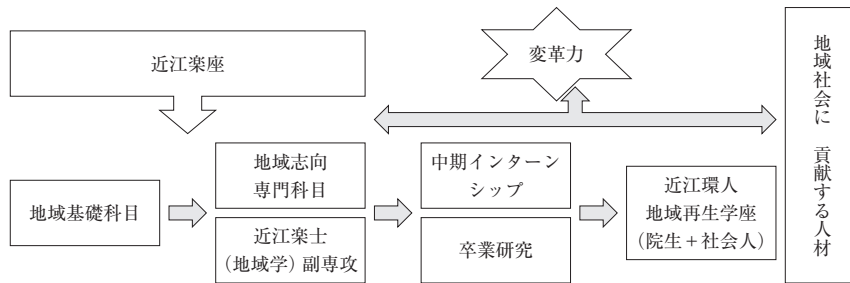 近江楽座
変革力
地域基礎科目
地域志向
専門科目
近江楽士
（地域学）副専攻
中期インターン
シップ
卒業研究
近江環人
地域再生学座
（院生＋社会人）
地域社会に 貢献する人材